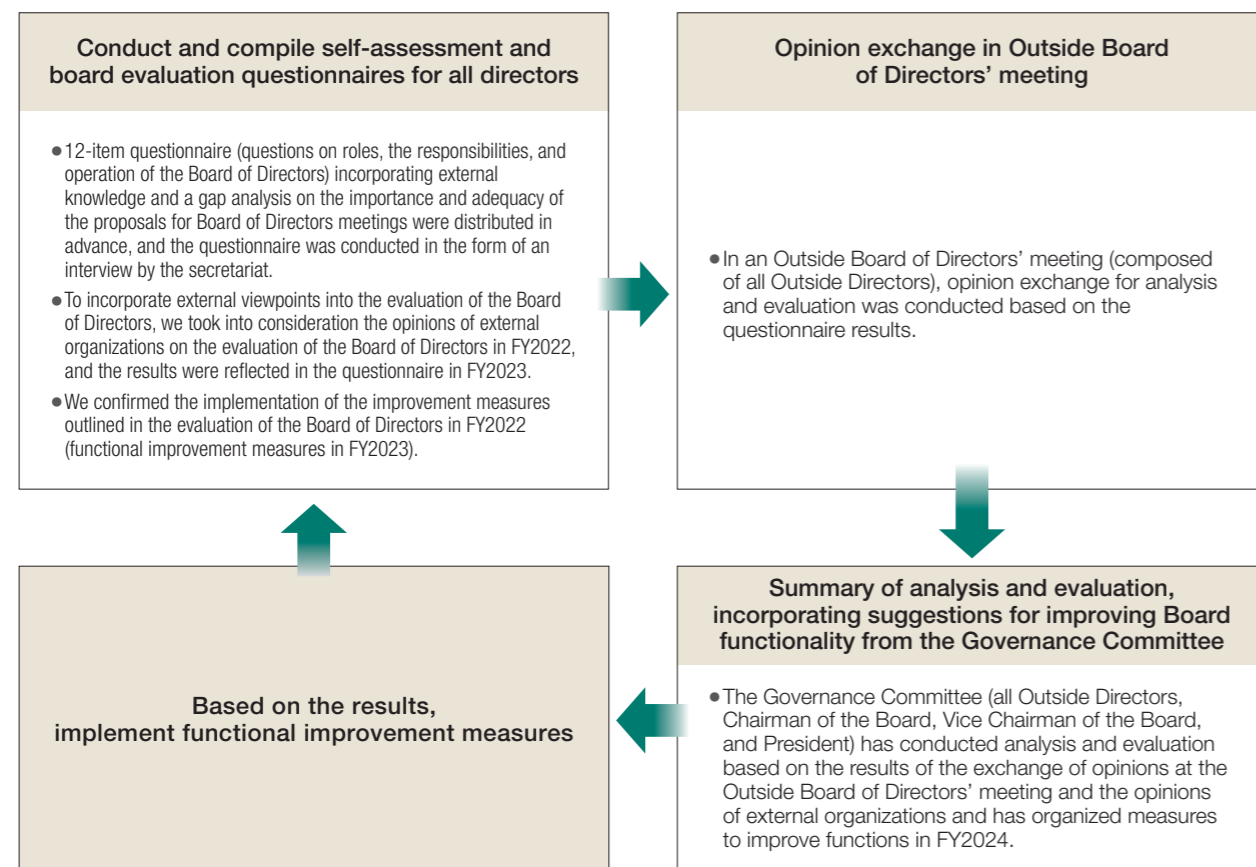 Conduct and compile self-assessment and
board evaluation questionnaires for all directors
●12-item questionnaire (questions on roles, the responsibilities, and
operation of the Board of Directors) incorporating external
knowledge and a gap analysis on the importance and adequacy of
the proposals for Board of Directors meetings were distributed in
advance, and the questionnaire was conducted in the form of an
interview by the secretariat.
●To incorporate external viewpoints into the evaluation of the Board
of Directors, we took into consideration the opinions of external
organizations on the evaluation of the Board of Directors in FY2022,
and the results were reflected in the questionnaire in FY2023.
●We confirmed the implementation of the improvement measures
outlined in the evaluation of the Board of Directors in FY2022
(functional improvement measures in FY2023).
Opinion exchange in Outside Board
of Directors’ meeting
●In an Outside Board of Directors’ meeting (composed
of all Outside Directors), opinion exchange for analysis
and evaluation was conducted based on the
questionnaire results.
Summary of analysis and evaluation,
incorporating suggestions for improving Board
functionality from the Governance Committee
●The Governance Committee (all Outside Directors,
Chairman of the Board, Vice Chairman of the Board,
and President) has conducted analysis and evaluation
based on the results of the exchange of opinions at the
Outside Board of Directors’ meeting and the opinions
of external organizations and has organized measures
to improve functions in FY2024.
Based on the results,
implement functional improvement measures